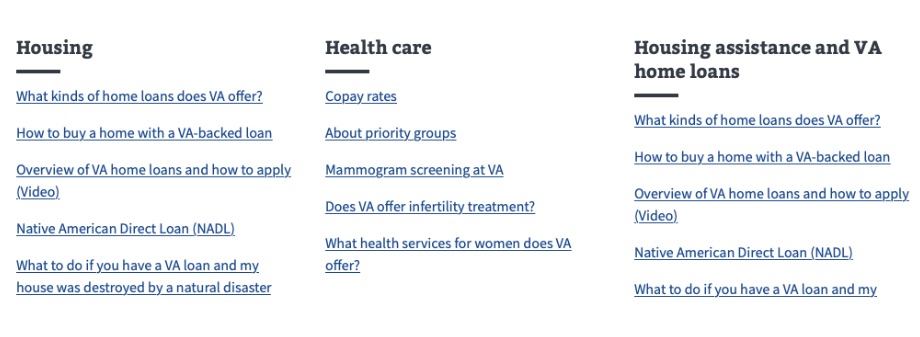 Housing
What kinds of home loans does VA offer?
How to buy a home with a VA-backed loan
Overview of VA home loans and how to apply
(Video)
Native American Direct Loan (NADL)
What to do if you have a VA loan and my
house was destroyed by a natural disaster
Health care
Copay rates
About priority groups
Mammogram screening at VA
Does VA offer infertility treatment?
What health services for women does VA
offer?
Housing assistance and VA
home loans
What kinds of home loans does VA offer?
How to buy a home with a VA-backed loan
Overview of VA home loans and how to apply
(Video)
Native American Direct Loan (NADL)
What to do if you have a VA loan and my